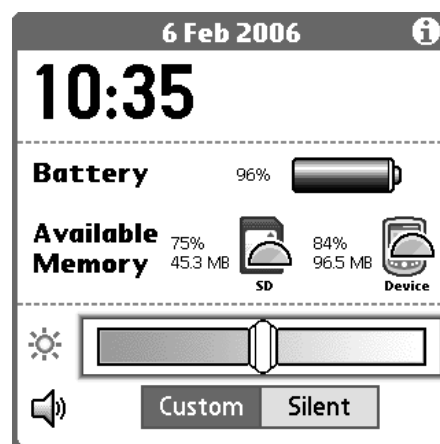 6 Feb 2006
10:35
Battery 96%
Available Memory
75%
45.3 MB
SD
84%
96.5 MB
Device
Custom Silent